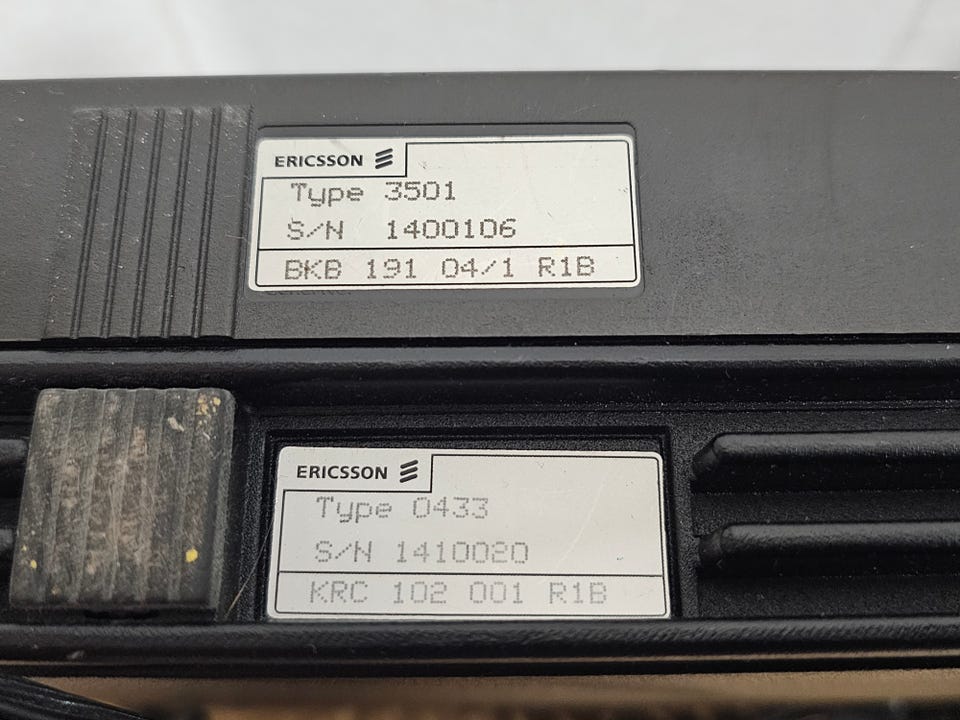 ERICSSON
Type 3501
S/N 1400106
BKB 191 04/1 R1B
ERICSSON
Type 0433
S/N 1410020
KRC 102 001 R1B